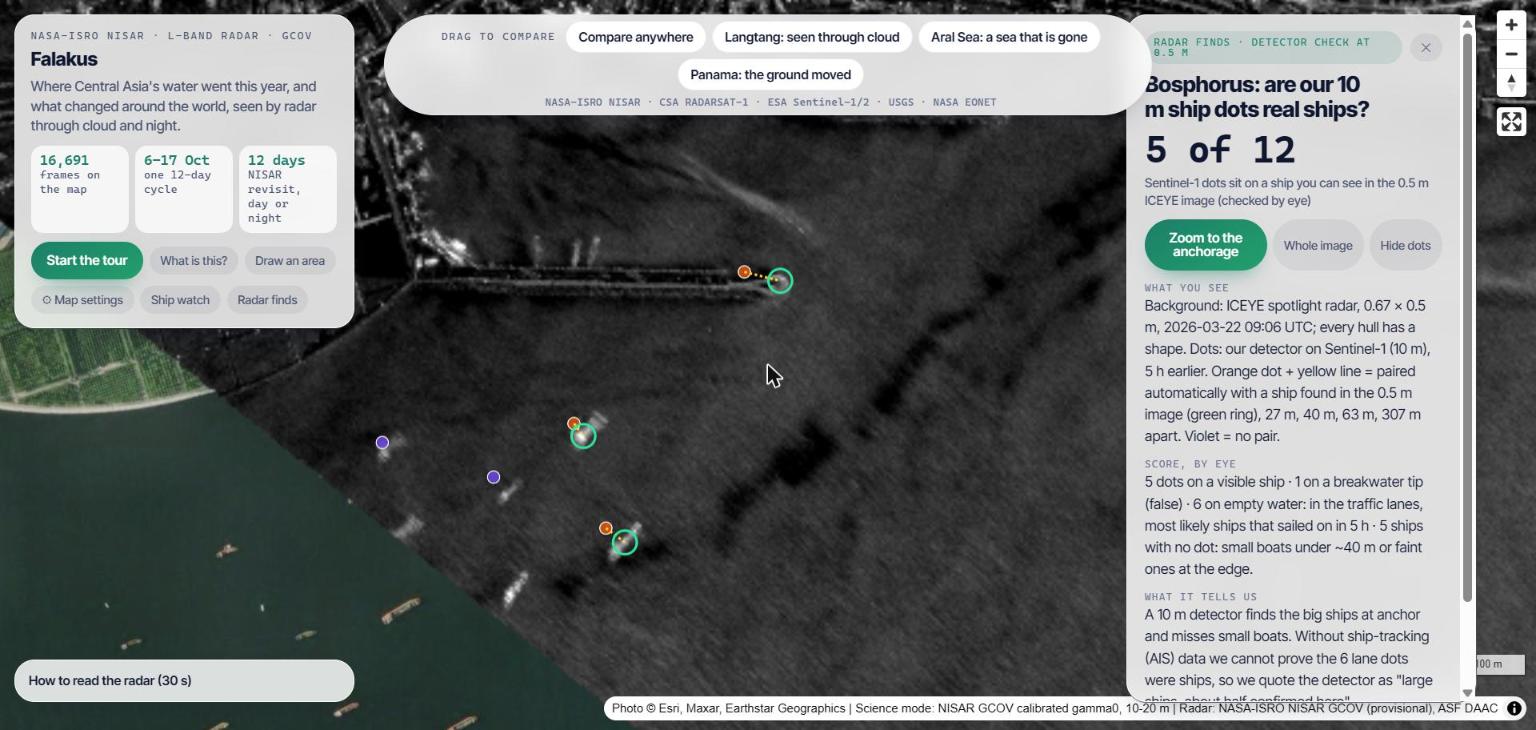 NASA-ISRO NISAR · L-BAND RADAR · GCOV
Falakus
Where Central Asia's water went this year, and
what changed around the world, seen by radar
through cloud and night.
16,691
frames on
the map
6–17 Oct
one 12-day
cycle
12 days
NISAR
revisit,
day or
night
Start the tour
What is this?
Draw an area
Map settings
Ship watch
Radar finds
DRAG TO COMPARE
Compare anywhere
Langtang: seen through cloud
Aral Sea: a sea that is gone
Panama: the ground moved
NASA-ISRO NISAR · CSA RADARSAT-1 · ESA Sentinel-1/2 · USGS · NASA EONET
RADAR FINDS · DETECTOR CHECK AT
0.5 M
Bosphorus: are our 10
m ship dots real ships?
5 of 12
Sentinel-1 dots sit on a ship you can see in the 0.5 m
ICEYE image (checked by eye)
Zoom to the
anchorage
Whole image
Hide dots
WHAT YOU SEE
Background: ICEYE spotlight radar, 0.67 × 0.5
m, 2026-03-22 09:06 UTC; every hull has a
shape. Dots: our detector on Sentinel-1 (10 m),
5 h earlier. Orange dot + yellow line = paired
automatically with a ship found in the 0.5 m
image (green ring), 27 m, 40 m, 63 m, 307 m
apart. Violet = no pair.
SCORE, BY EYE
5 dots on a visible ship · 1 on a breakwater tip
(false) · 6 on empty water: in the traffic lanes,
most likely ships that sailed on in 5 h · 5 ships
with no dot: small boats under ~40 m or faint
ones at the edge.
WHAT IT TELLS US
A 10 m detector finds the big ships at anchor
and misses small boats. Without ship-tracking
(AIS) data we cannot prove the 6 lane dots
were ships, so we quote the detector as "large
ships, about half confirmed here".
How to read the radar (30 s)
00 m
Photo © Esri, Maxar, Earthstar Geographics | Science mode: NISAR GCOV calibrated gamma0, 10-20 m | Radar: NASA-ISRO NISAR GCOV (provisional), ASF DAAC